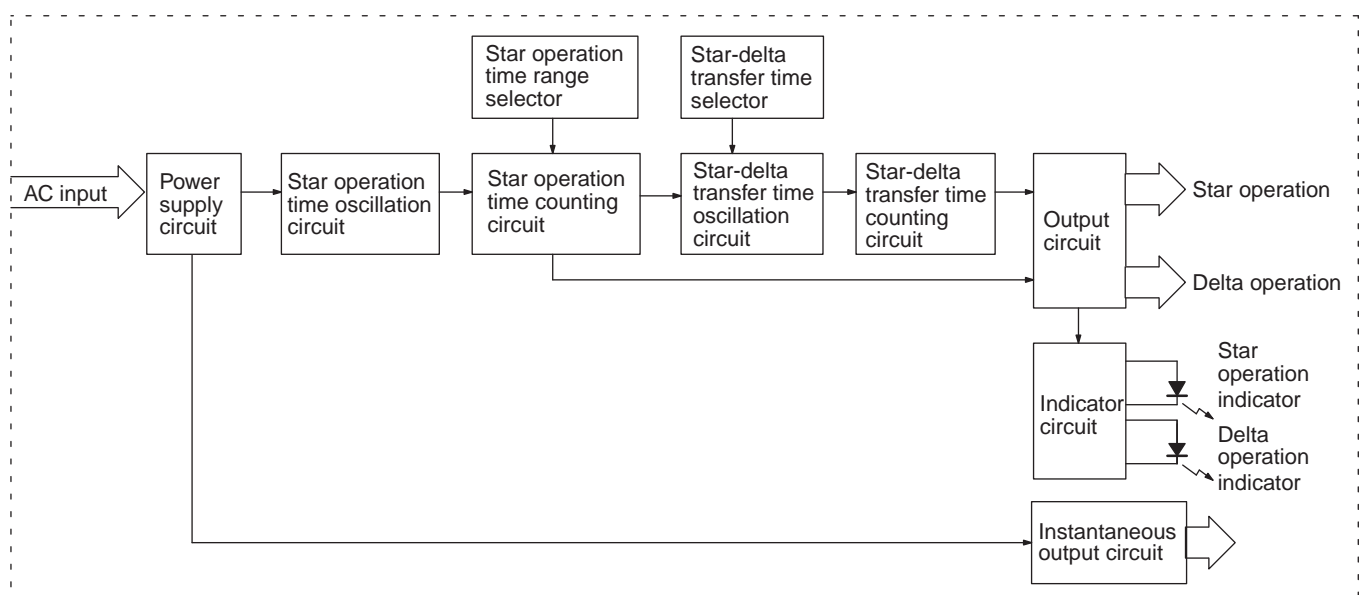 Star operation
time range
selector
Star-delta
transfer time
selector
AC input
Power
supply
circuit
Star operation
time oscillation
circuit
Star operation
time counting
circuit
Star-delta
transfer time
oscillation
circuit
Star-delta
transfer time
counting
circuit
Output
circuit
Star operation
Delta operation
Indicator
circuit
Star
operation
indicator
Delta
operation
indicator
Instantaneous
output circuit